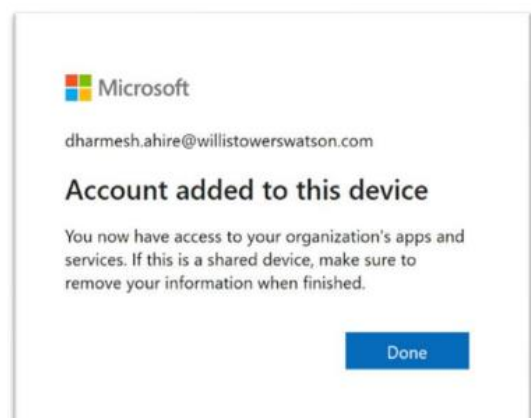 Microsoft
dharmesh.ahire@willistowerswatson.com
Account added to this device
You now have access to your organization's apps and
services. If this is a shared device, make sure to
remove your information when finished.
Done